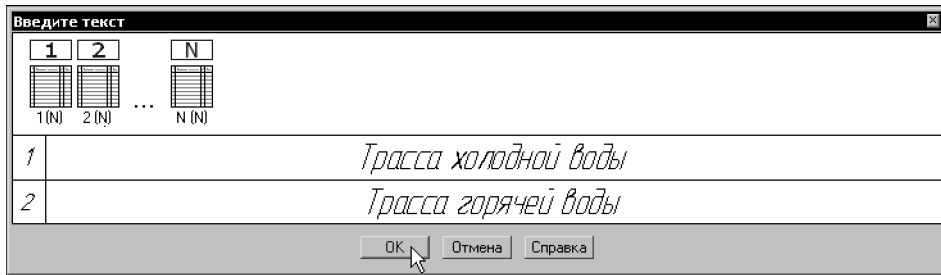 Введите текст
1 2 N
...
1 (N) 2 (N) N (N)
1 Трасса холодной воды
2 Трасса горячей воды
OK Отмена Справка